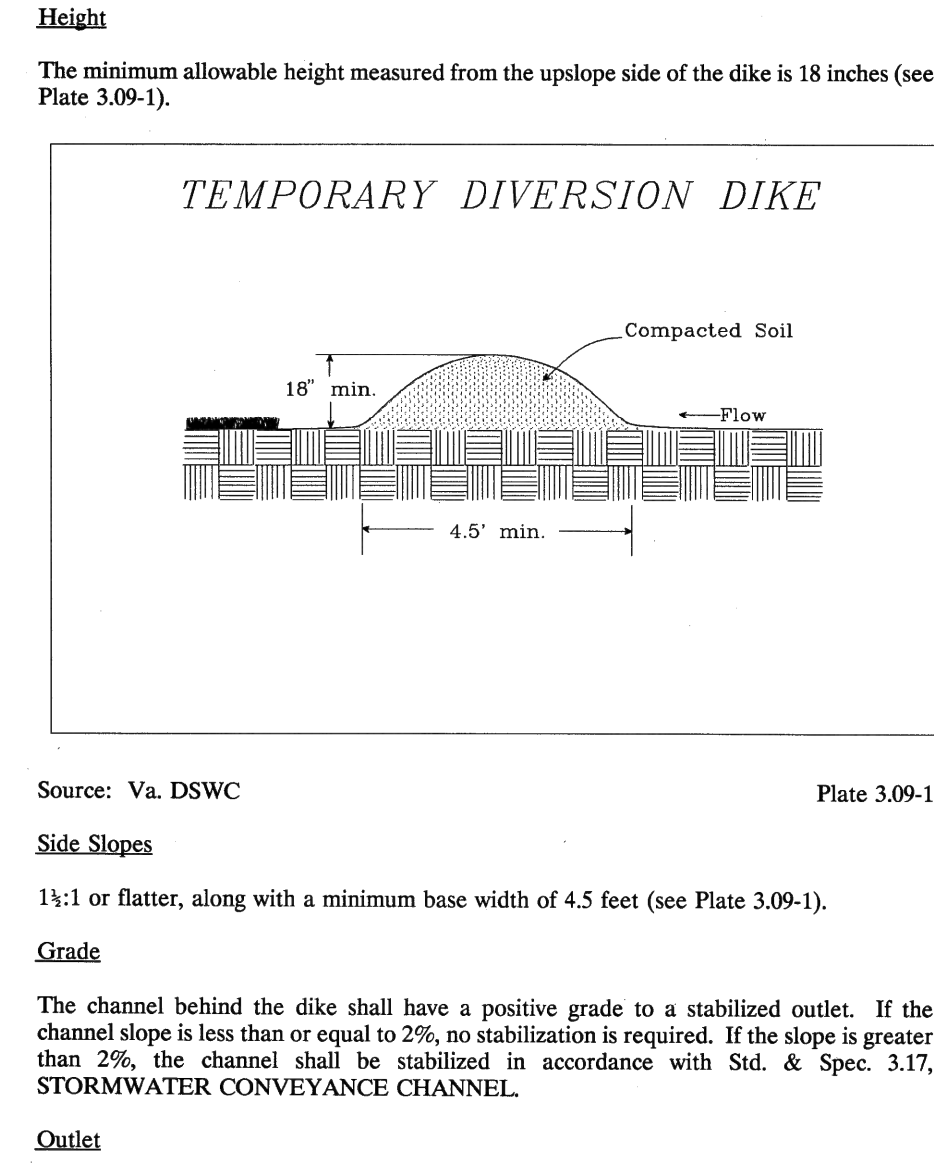 Height
The minimum allowable height measured from the upslope side of the dike is 18 inches (see
Plate 3.09-1).
TEMPORARY DIVERSION DIKE
Compacted Soil
18" min.
Flow
4.5' min.
Source: Va. DSWC
Plate 3.09-1
Side Slopes
1½:1 or flatter, along with a minimum base width of 4.5 feet (see Plate 3.09-1).
Grade
The channel behind the dike shall have a positive grade to a stabilized outlet. If the
channel slope is less than or equal to 2%, no stabilization is required. If the slope is greater
than 2%, the channel shall be stabilized in accordance with Std. & Spec. 3.17,
STORMWATER CONVEYANCE CHANNEL.
Outlet